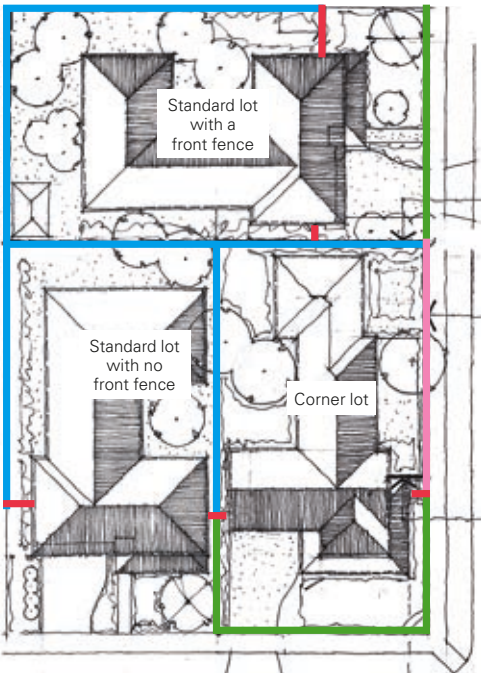 Standard lot
with a
front fence
Standard lot
with no
front fence
Corner lot